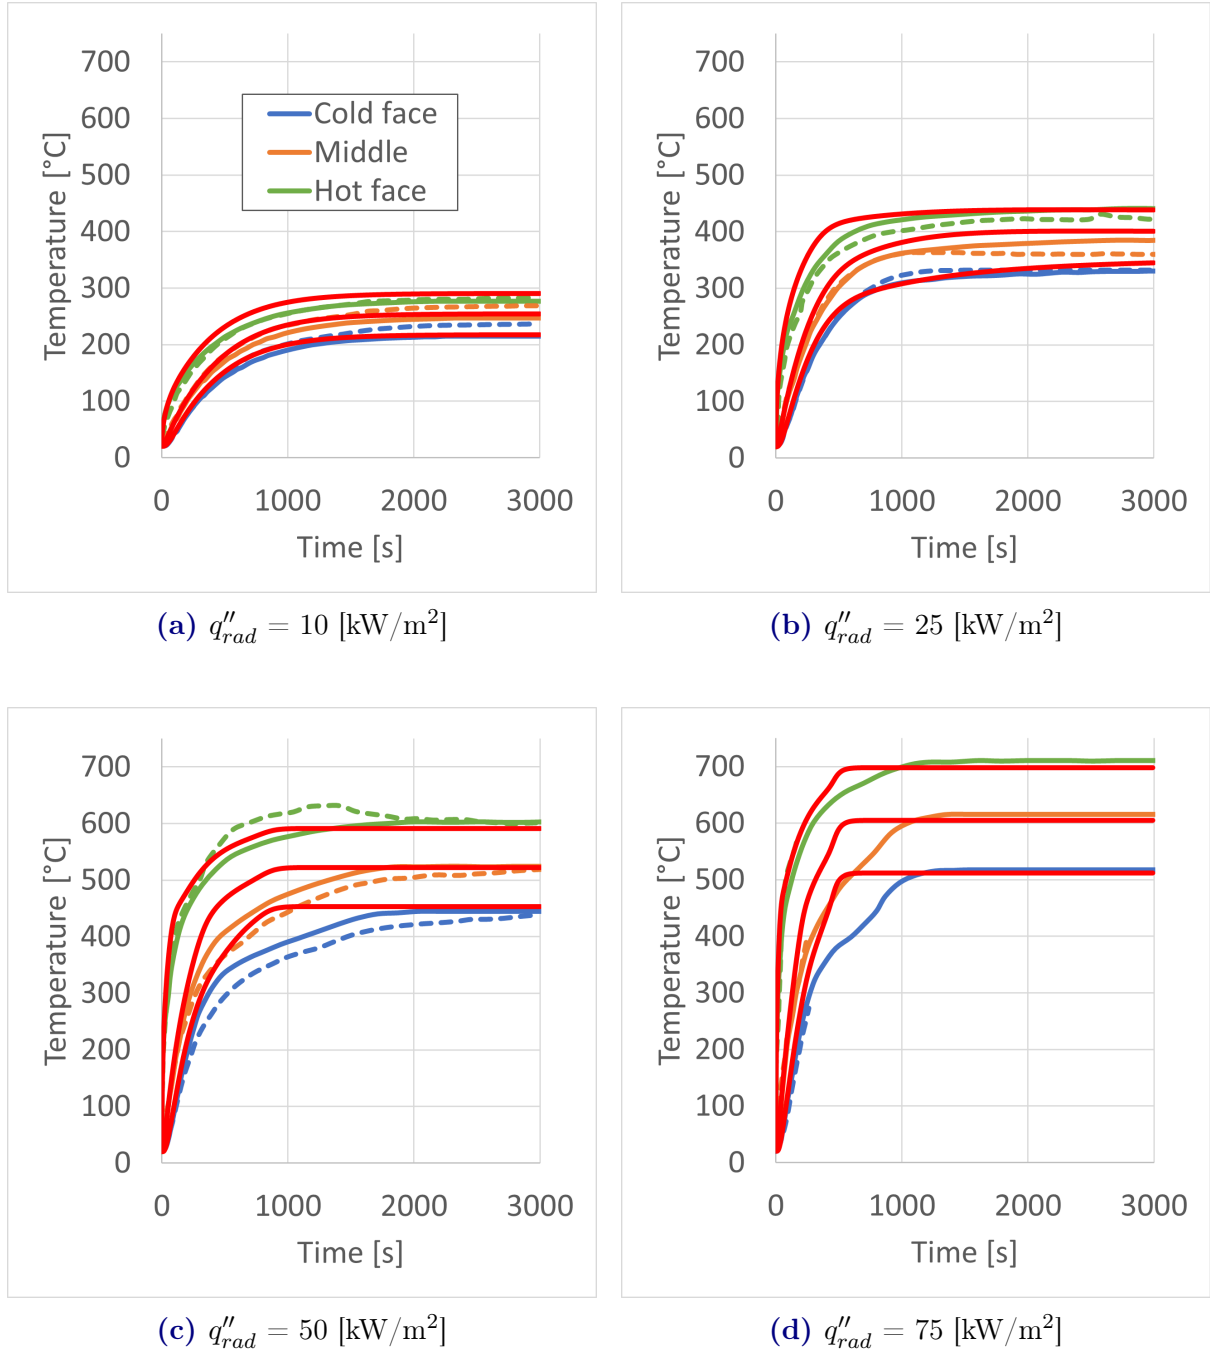 700
600
500
400
300
200
100
0
Temperature [°C]
Cold face
Middle
Hot face
0 1000 2000 3000
Time [s]
(a) q″rad = 10 [kW/m²]
700
600
500
400
300
200
100
0
Temperature [°C]
0 1000 2000 3000
Time [s]
(b) q″rad = 25 [kW/m²]
700
600
500
400
300
200
100
0
Temperature [°C]
0 1000 2000 3000
Time [s]
(c) q″rad = 50 [kW/m²]
700
600
500
400
300
200
100
0
Temperature [°C]
0 1000 2000 3000
Time [s]
(d) q″rad = 75 [kW/m²]